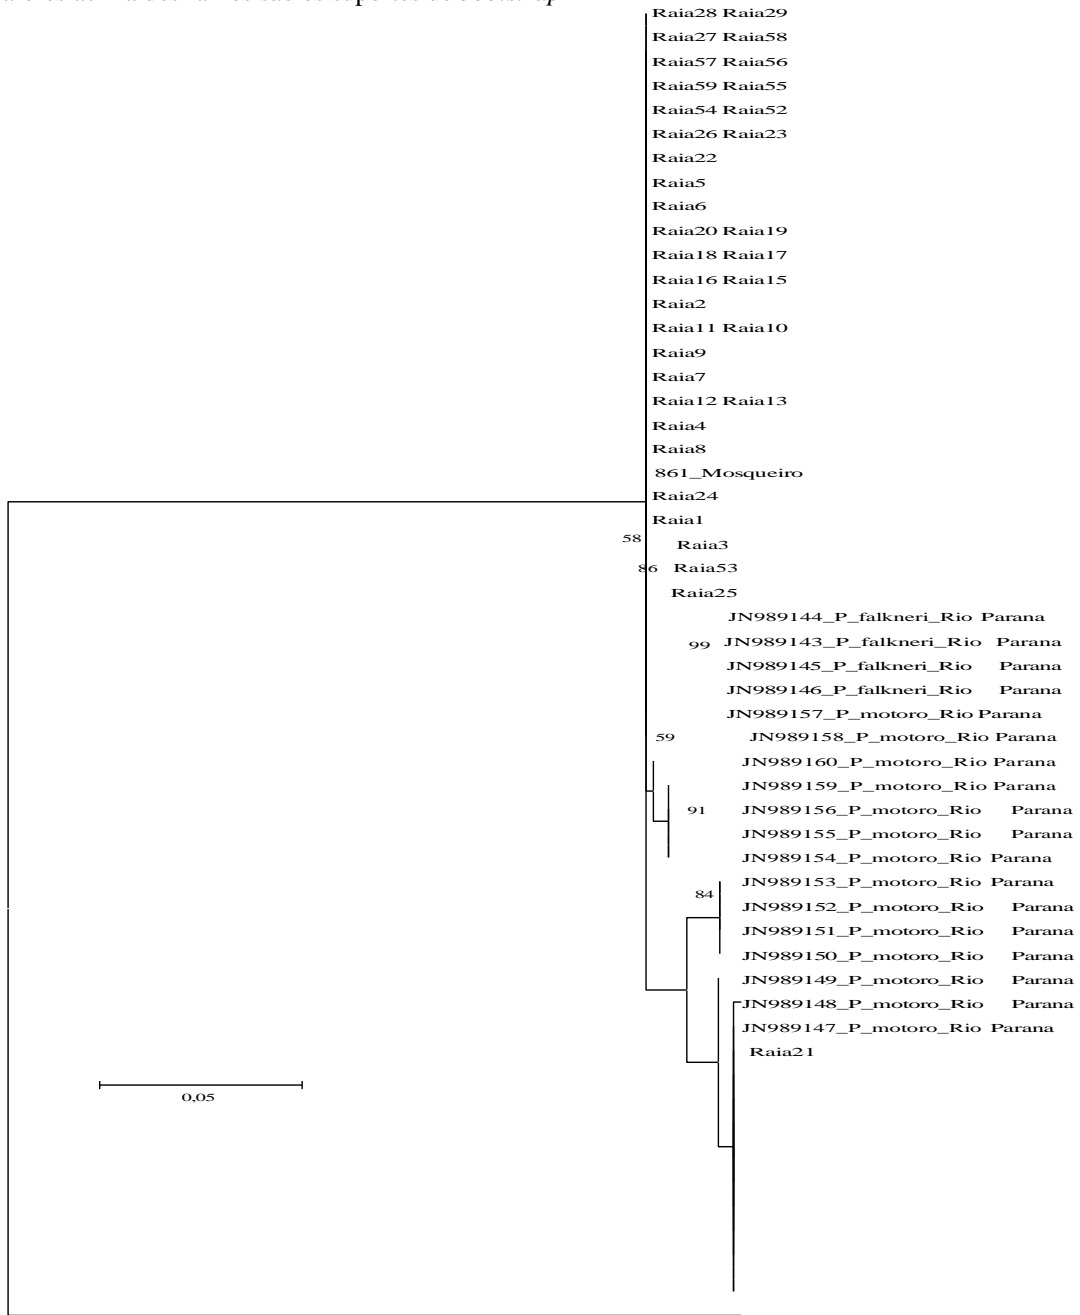 Raia28 Raia29
Raia27 Raia58
Raia57 Raia56
Raia59 Raia55
Raia54 Raia52
Raia26 Raia23
Raia22
Raia5
Raia6
Raia20 Raia19
Raia18 Raia17
Raia16 Raia15
Raia2
Raia11 Raia10
Raia9
Raia7
Raia12 Raia13
Raia4
Raia8
861_Mosqueiro
Raia24
Raia1
58 Raia3
86 Raia53
Raia25
JN989144_P_falkneri_Rio Parana
99 JN989143_P_falkneri_Rio Parana
JN989145_P_falkneri_Rio Parana
JN989146_P_falkneri_Rio Parana
JN989157_P_motoro_Rio Parana
59 JN989158_P_motoro_Rio Parana
JN989160_P_motoro_Rio Parana
JN989159_P_motoro_Rio Parana
91 JN989156_P_motoro_Rio Parana
JN989155_P_motoro_Rio Parana
JN989154_P_motoro_Rio Parana
84 JN989153_P_motoro_Rio Parana
JN989152_P_motoro_Rio Parana
JN989151_P_motoro_Rio Parana
JN989150_P_motoro_Rio Parana
JN989149_P_motoro_Rio Parana
JN989148_P_motoro_Rio Parana
JN989147_P_motoro_Rio Parana
Raia21
0,05